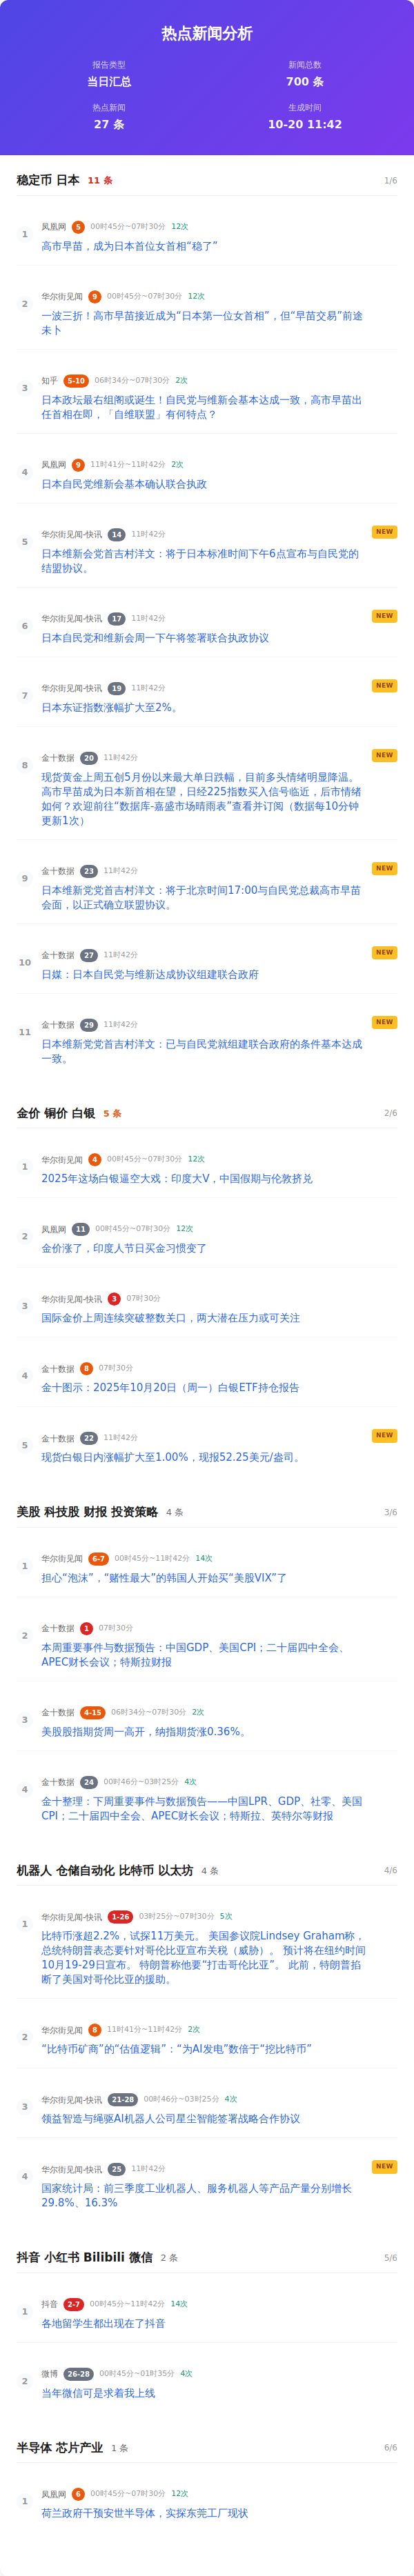 热点新闻分析
报告类型
当日汇总
新闻总数
700 条
热点新闻
27 条
生成时间
10-20 11:42
稳定币 日本 11 条 1/6
1
凤凰网 5 00时45分~07时30分 12次
高市早苗，成为日本首位女首相“稳了”
2
华尔街见闻 9 00时45分~07时30分 12次
一波三折！高市早苗接近成为“日本第一位女首相”，但“早苗交易”前途
未卜
3
知乎 5-10 06时34分~07时30分 2次
日本政坛最右组阁或诞生！自民党与维新会基本达成一致，高市早苗出
任首相在即，「自维联盟」有何特点？
4
凤凰网 9 11时41分~11时42分 2次
日本自民党维新会基本确认联合执政
5
华尔街见闻-快讯 14 11时42分 NEW
日本维新会党首吉村洋文：将于日本标准时间下午6点宣布与自民党的
结盟协议。
6
华尔街见闻-快讯 17 11时42分 NEW
日本自民党和维新会周一下午将签署联合执政协议
7
华尔街见闻-快讯 19 11时42分 NEW
日本东证指数涨幅扩大至2%。
8
金十数据 20 11时42分 NEW
现货黄金上周五创5月份以来最大单日跌幅，目前多头情绪明显降温。
高市早苗成为日本新首相在望，日经225指数买入信号临近，后市情绪
如何？欢迎前往“数据库-嘉盛市场晴雨表”查看并订阅（数据每10分钟
更新1次）
9
金十数据 23 11时42分 NEW
日本维新党党首吉村洋文：将于北京时间17:00与自民党总裁高市早苗
会面，以正式确立联盟协议。
10
金十数据 27 11时42分 NEW
日媒：日本自民党与维新达成协议组建联合政府
11
金十数据 29 11时42分 NEW
日本维新党党首吉村洋文：已与自民党就组建联合政府的条件基本达成
一致。
金价 铜价 白银 5 条 2/6
1
华尔街见闻 4 00时45分~07时30分 12次
2025年这场白银逼空大戏：印度大V，中国假期与伦敦挤兑
2
凤凰网 11 00时45分~07时30分 12次
金价涨了，印度人节日买金习惯变了
3
华尔街见闻-快讯 3 07时30分
国际金价上周连续突破整数关口，两大潜在压力或可关注
4
金十数据 8 07时30分
金十图示：2025年10月20日（周一）白银ETF持仓报告
5
金十数据 22 11时42分 NEW
现货白银日内涨幅扩大至1.00%，现报52.25美元/盎司。
美股 科技股 财报 投资策略 4 条 3/6
1
华尔街见闻 6-7 00时45分~11时42分 14次
担心“泡沫”，“赌性最大”的韩国人开始买“美股VIX”了
2
金十数据 1 07时30分
本周重要事件与数据预告：中国GDP、美国CPI；二十届四中全会、
APEC财长会议；特斯拉财报
3
金十数据 4-15 06时34分~07时30分 2次
美股股指期货周一高开，纳指期货涨0.36%。
4
金十数据 24 00时46分~03时25分 4次
金十整理：下周重要事件与数据预告——中国LPR、GDP、社零、美国
CPI；二十届四中全会、APEC财长会议；特斯拉、英特尔等财报
机器人 仓储自动化 比特币 以太坊 4 条 4/6
1
华尔街见闻-快讯 1-26 03时25分~07时30分 5次
比特币涨超2.2%，试探11万美元。 美国参议院Lindsey Graham称，
总统特朗普表态要针对哥伦比亚宣布关税（威胁）。 预计将在纽约时间
10月19-29日宣布。 特朗普称他要“打击哥伦比亚”。 此前，特朗普掐
断了美国对哥伦比亚的援助。
2
华尔街见闻 8 11时41分~11时42分 2次
“比特币矿商”的“估值逻辑”：“为AI发电”数倍于“挖比特币”
3
华尔街见闻-快讯 21-28 00时46分~03时25分 4次
领益智造与绳驱AI机器人公司星尘智能签署战略合作协议
4
华尔街见闻-快讯 25 11时42分 NEW
国家统计局：前三季度工业机器人、服务机器人等产品产量分别增长
29.8%、16.3%
抖音 小红书 Bilibili 微信 2 条 5/6
1
抖音 2-7 00时45分~11时42分 14次
各地留学生都出现在了抖音
2
微博 26-28 00时45分~01时35分 4次
当年微信可是求着我上线
半导体 芯片产业 1 条 6/6
1
凤凰网 6 00时45分~07时30分 12次
荷兰政府干预安世半导体，实探东莞工厂现状